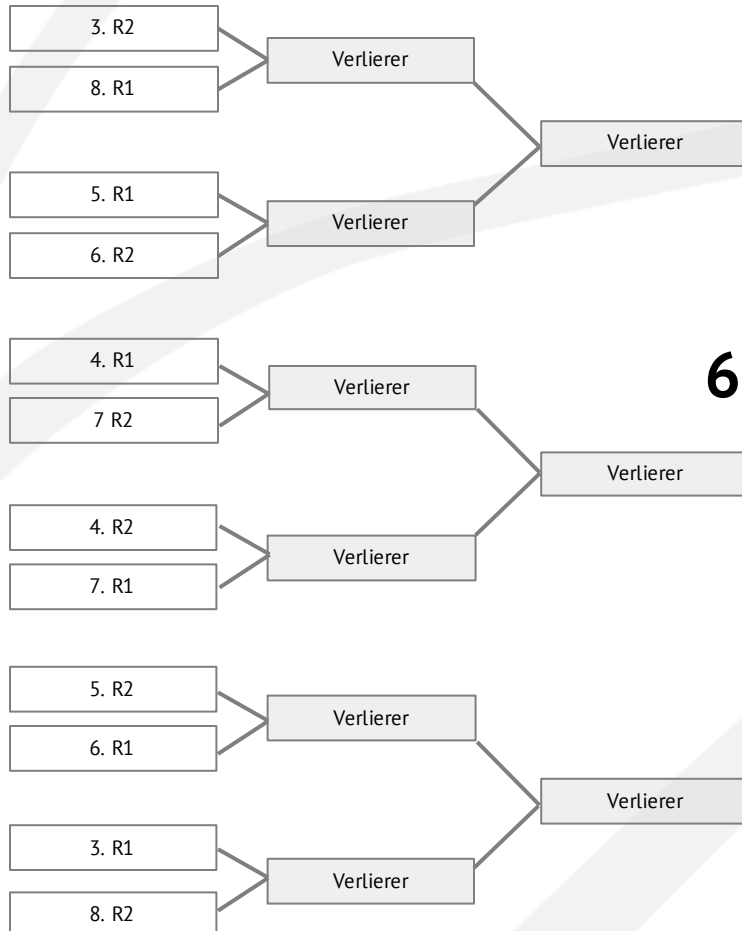 3. R2
8. R1
Verlierer
Verlierer
5. R1
6. R2
Verlierer
4. R1
7 R2
Verlierer
6
Verlierer
4. R2
7. R1
Verlierer
5. R2
6. R1
Verlierer
Verlierer
3. R1
8. R2
Verlierer